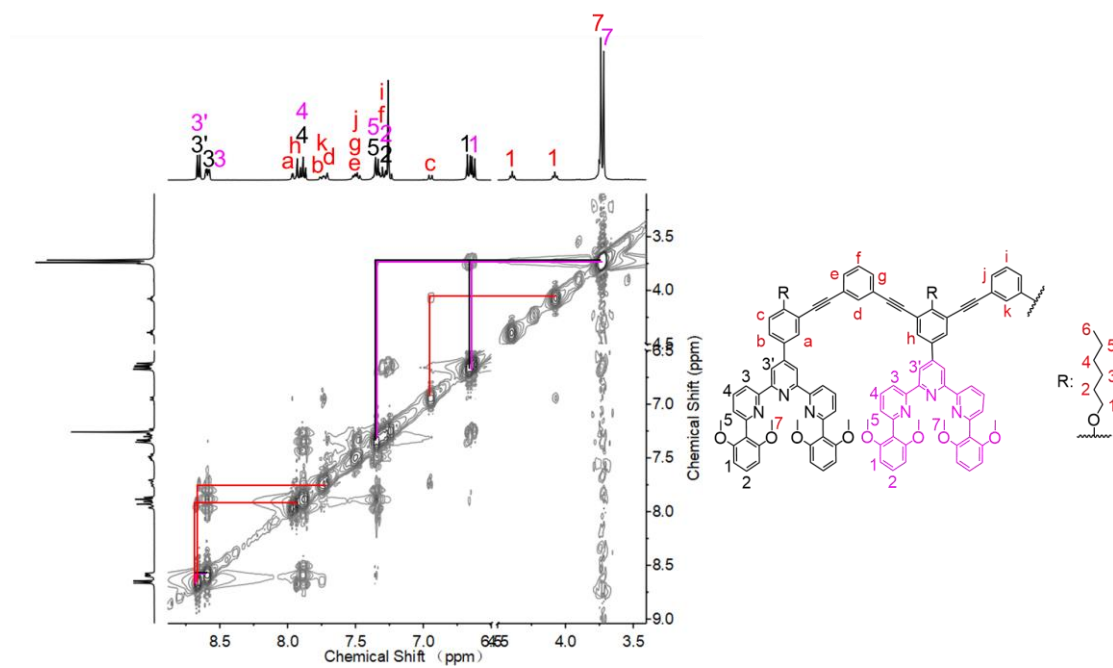 7
7
i
3' 4 j 5 f
3' h 4 k g 5 2 1 1
a 3 3 b d e 2 c 1 1
3.5
4.0
4.5
6.5
7.0
7.5
8.0
8.5
9.0
Chemical Shift (ppm)
8.5 8.0 7.5 7.0 6.5 4.5 4.0 3.5
Chemical Shift （ppm）
f i
R e g R j
c d k
b a h
3' 3'
3 3 3 3
4 4
N N N N N N
5 7 5 7
O O O O O O O O
1 1
2 2
6
5
4
3
R: 2
1
O